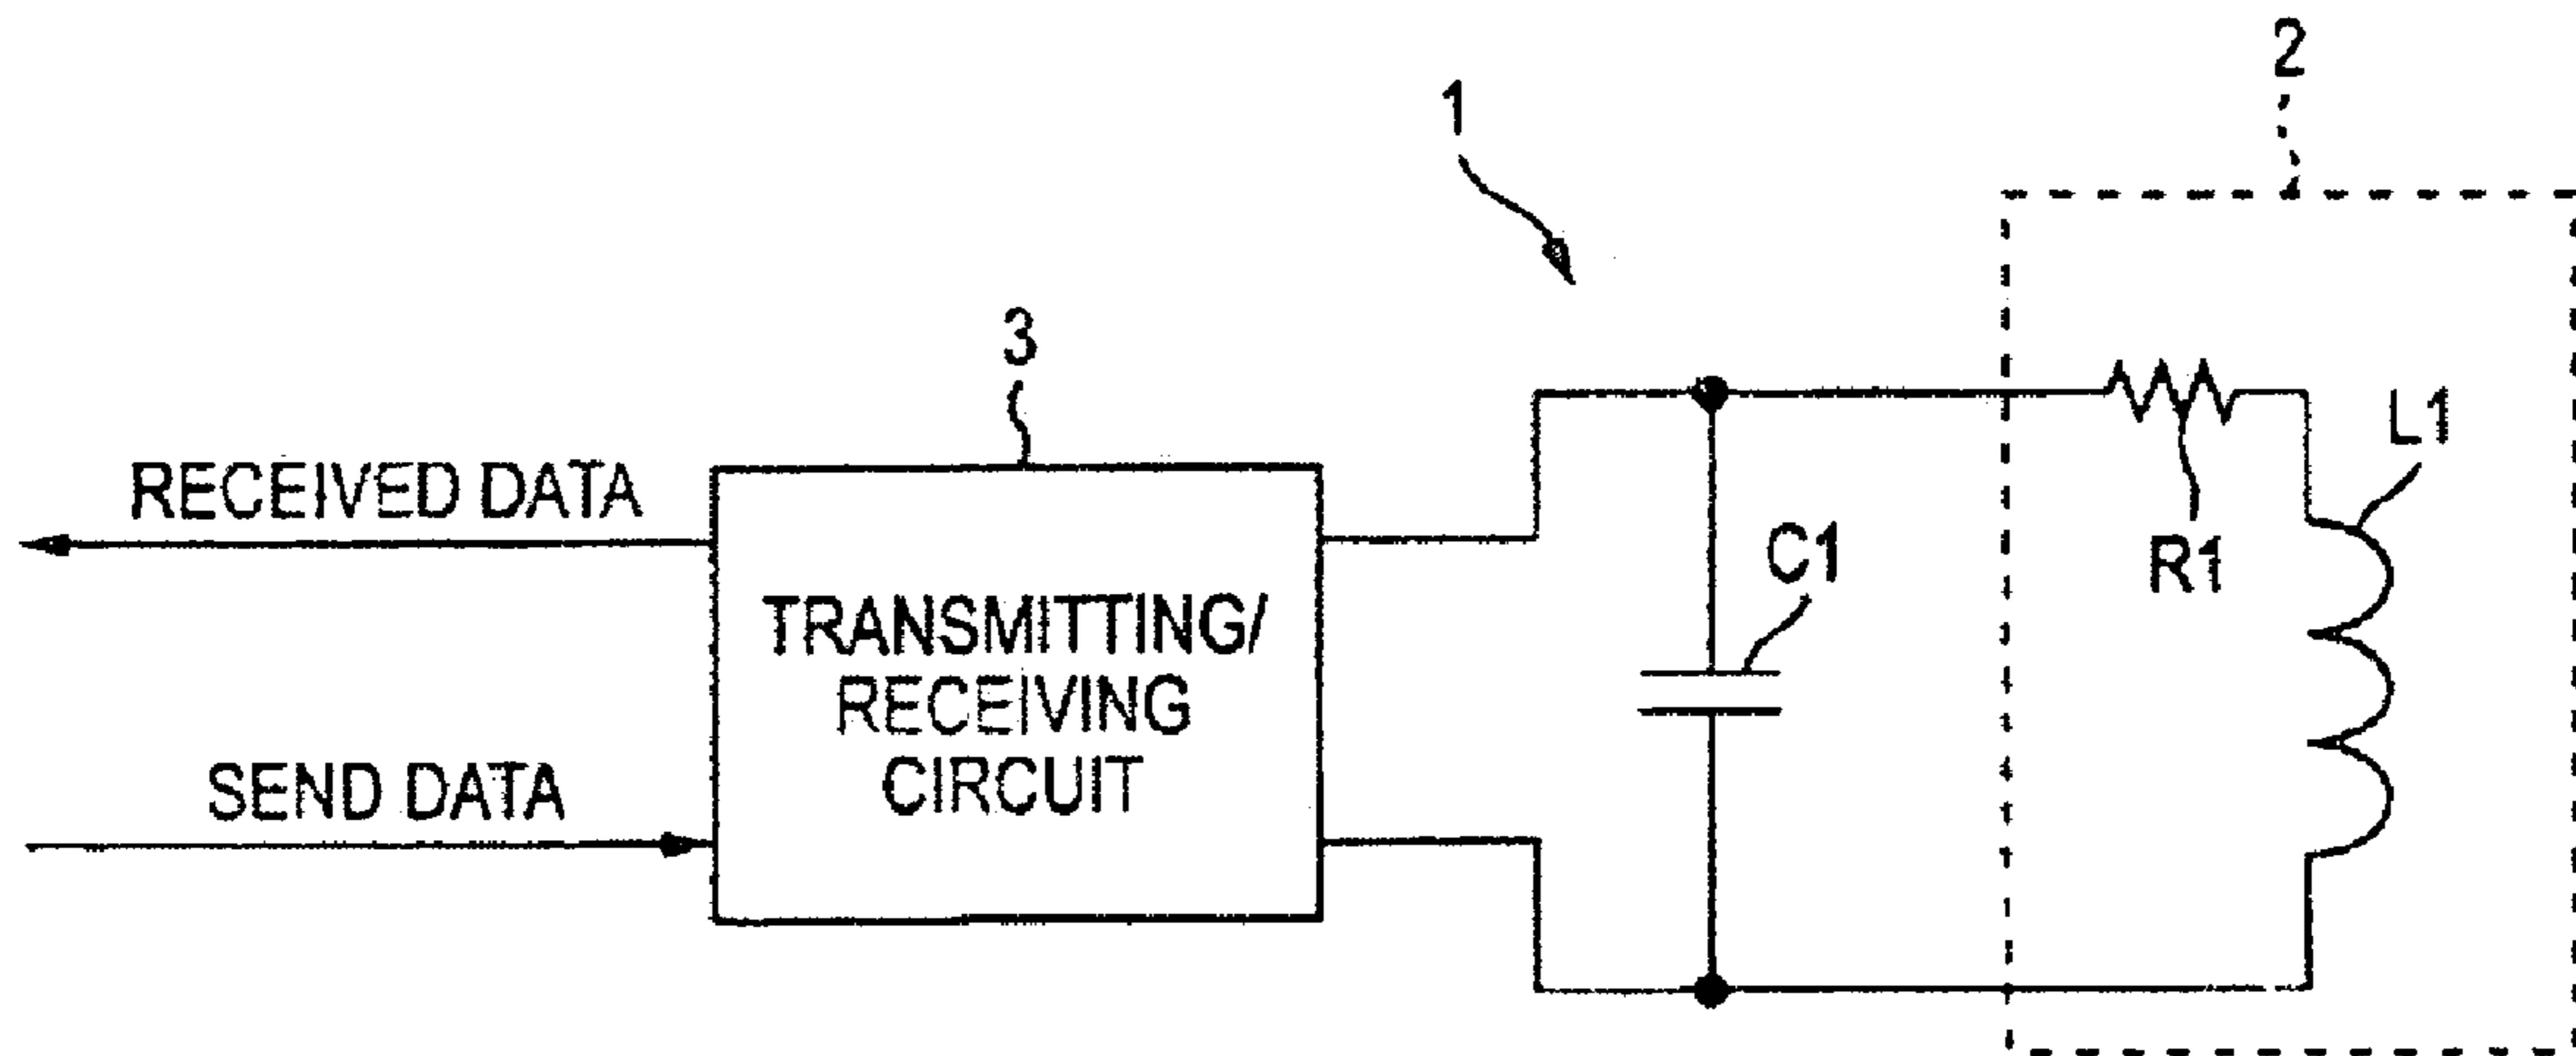 2
1
3
L1
RECEIVED DATA
C1
R1
TRANSMITTING/
RECEIVING
CIRCUIT
SEND DATA